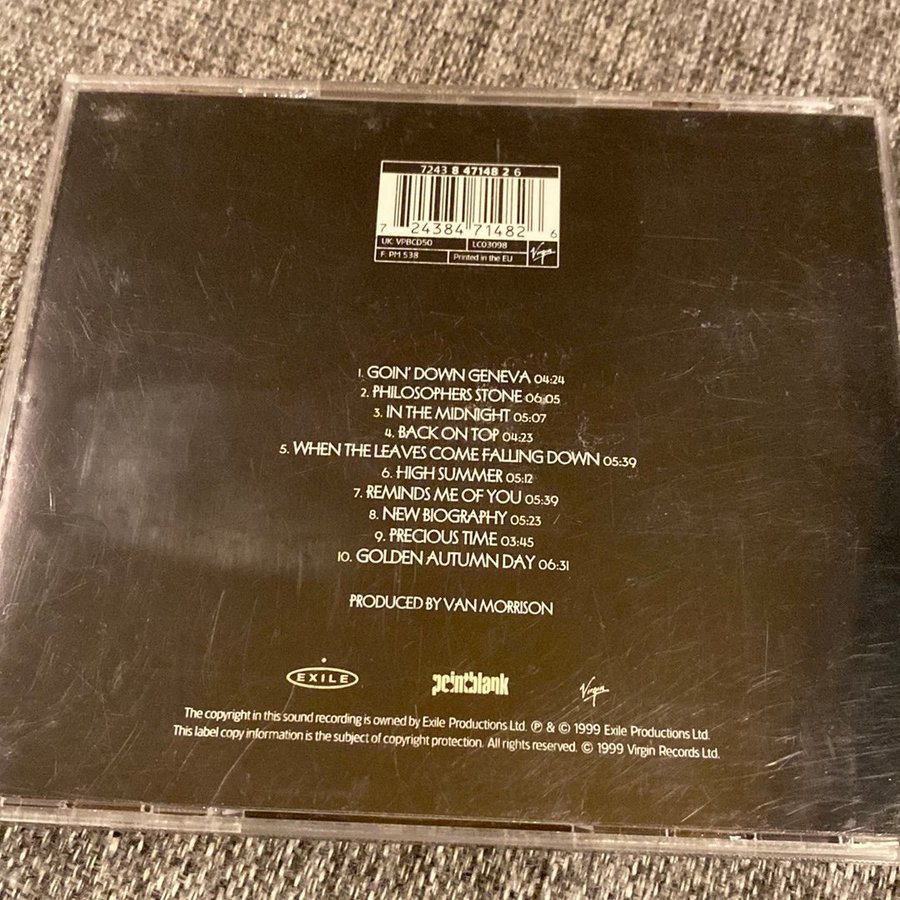 7243 8 47148 2 6
7 24384 71482 6
UK: VPBCD50 LC03098
F: PM 538 Printed in the EU Virgin
1. GOIN' DOWN GENEVA 04:24
2. PHILOSOPHERS STONE 06:05
3. IN THE MIDNIGHT 05:07
4. BACK ON TOP 04:23
5. WHEN THE LEAVES COME FALLING DOWN 05:39
6. HIGH SUMMER 05:12
7. REMINDS ME OF YOU 05:39
8. NEW BIOGRAPHY 05:23
9. PRECIOUS TIME 03:45
10. GOLDEN AUTUMN DAY 06:31
PRODUCED BY VAN MORRISON
EXILE pointblank Virgin
The copyright in this sound recording is owned by Exile Productions Ltd. ℗ & © 1999 Exile Productions Ltd.
This label copy information is the subject of copyright protection. All rights reserved. © 1999 Virgin Records Ltd.